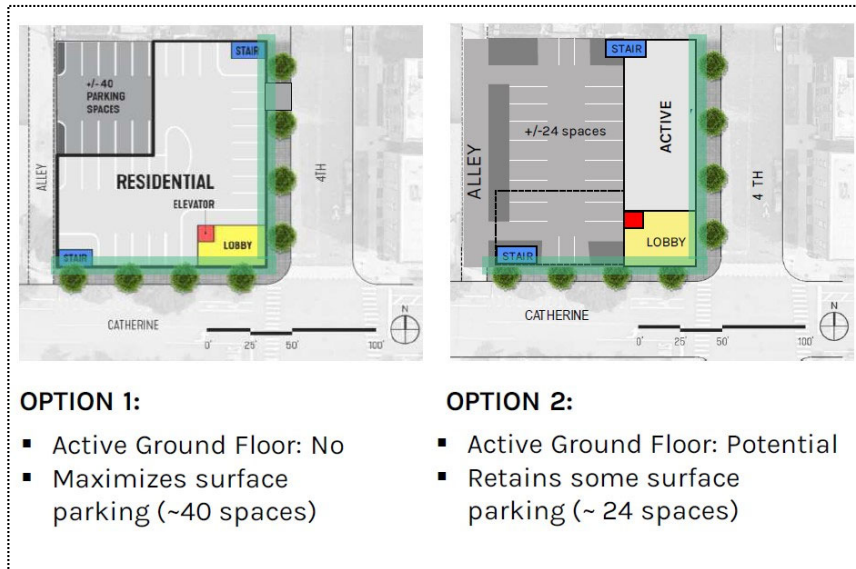 STAIR
+/- 40
PARKING
SPACES
ALLEY
RESIDENTIAL
ELEVATOR
4TH
LOBBY
STAIR
CATHERINE
N
0' 25' 50' 100'
STAIR
+/-24 spaces
ACTIVE
ALLEY
4 TH
LOBBY
STAIR
CATHERINE
N
0' 25' 50' 100'
OPTION 1:
▪ Active Ground Floor: No
▪ Maximizes surface
parking (~40 spaces)
OPTION 2:
▪ Active Ground Floor: Potential
▪ Retains some surface
parking (~ 24 spaces)